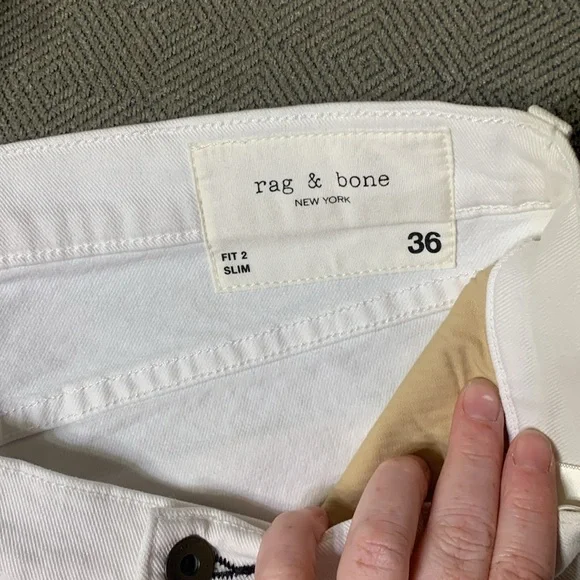 rag & bone
NEW YORK
FIT 2
SLIM
36